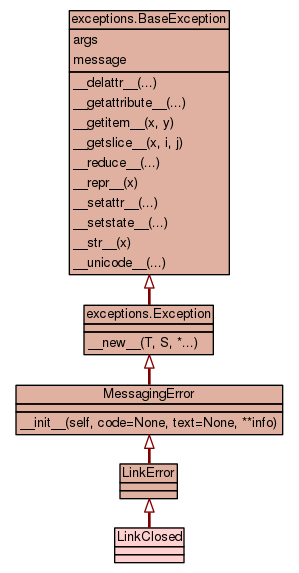 exceptions.BaseException
args
message
__delattr__(...)
__getattribute__(...)
__getitem__(x, y)
__getslice__(x, i, j)
__reduce__(...)
__repr__(x)
__setattr__(...)
__setstate__(...)
__str__(x)
__unicode__(...)
exceptions.Exception
__new__(T, S, *...)
MessagingError
__init__(self, code=None, text=None, **info)
LinkError
LinkClosed